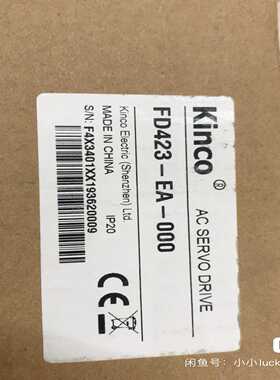 Kinco®
AC SERVO DRIVE
FD423-EA-000
Kinco Electric (Shenzhen) Ltd.
IP20
MADE IN CHINA
S/N: F4X3401XX193620009
CE
闲鱼号：小小luck